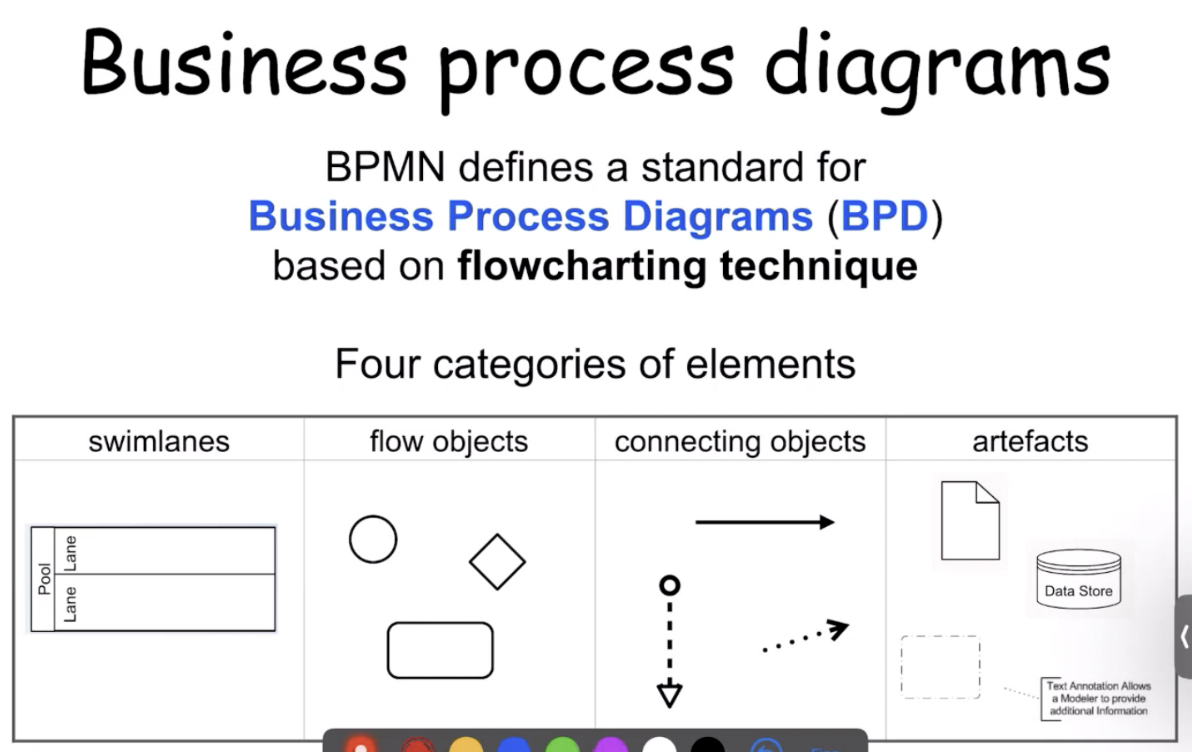 Business process diagrams
BPMN defines a standard for
Business Process Diagrams (BPD)
based on flowcharting technique
Four categories of elements
swimlanes
flow objects
connecting objects
artefacts
Pool
Lane
Lane
Data Store
Text Annotation Allows
a Modeler to provide
additional Information